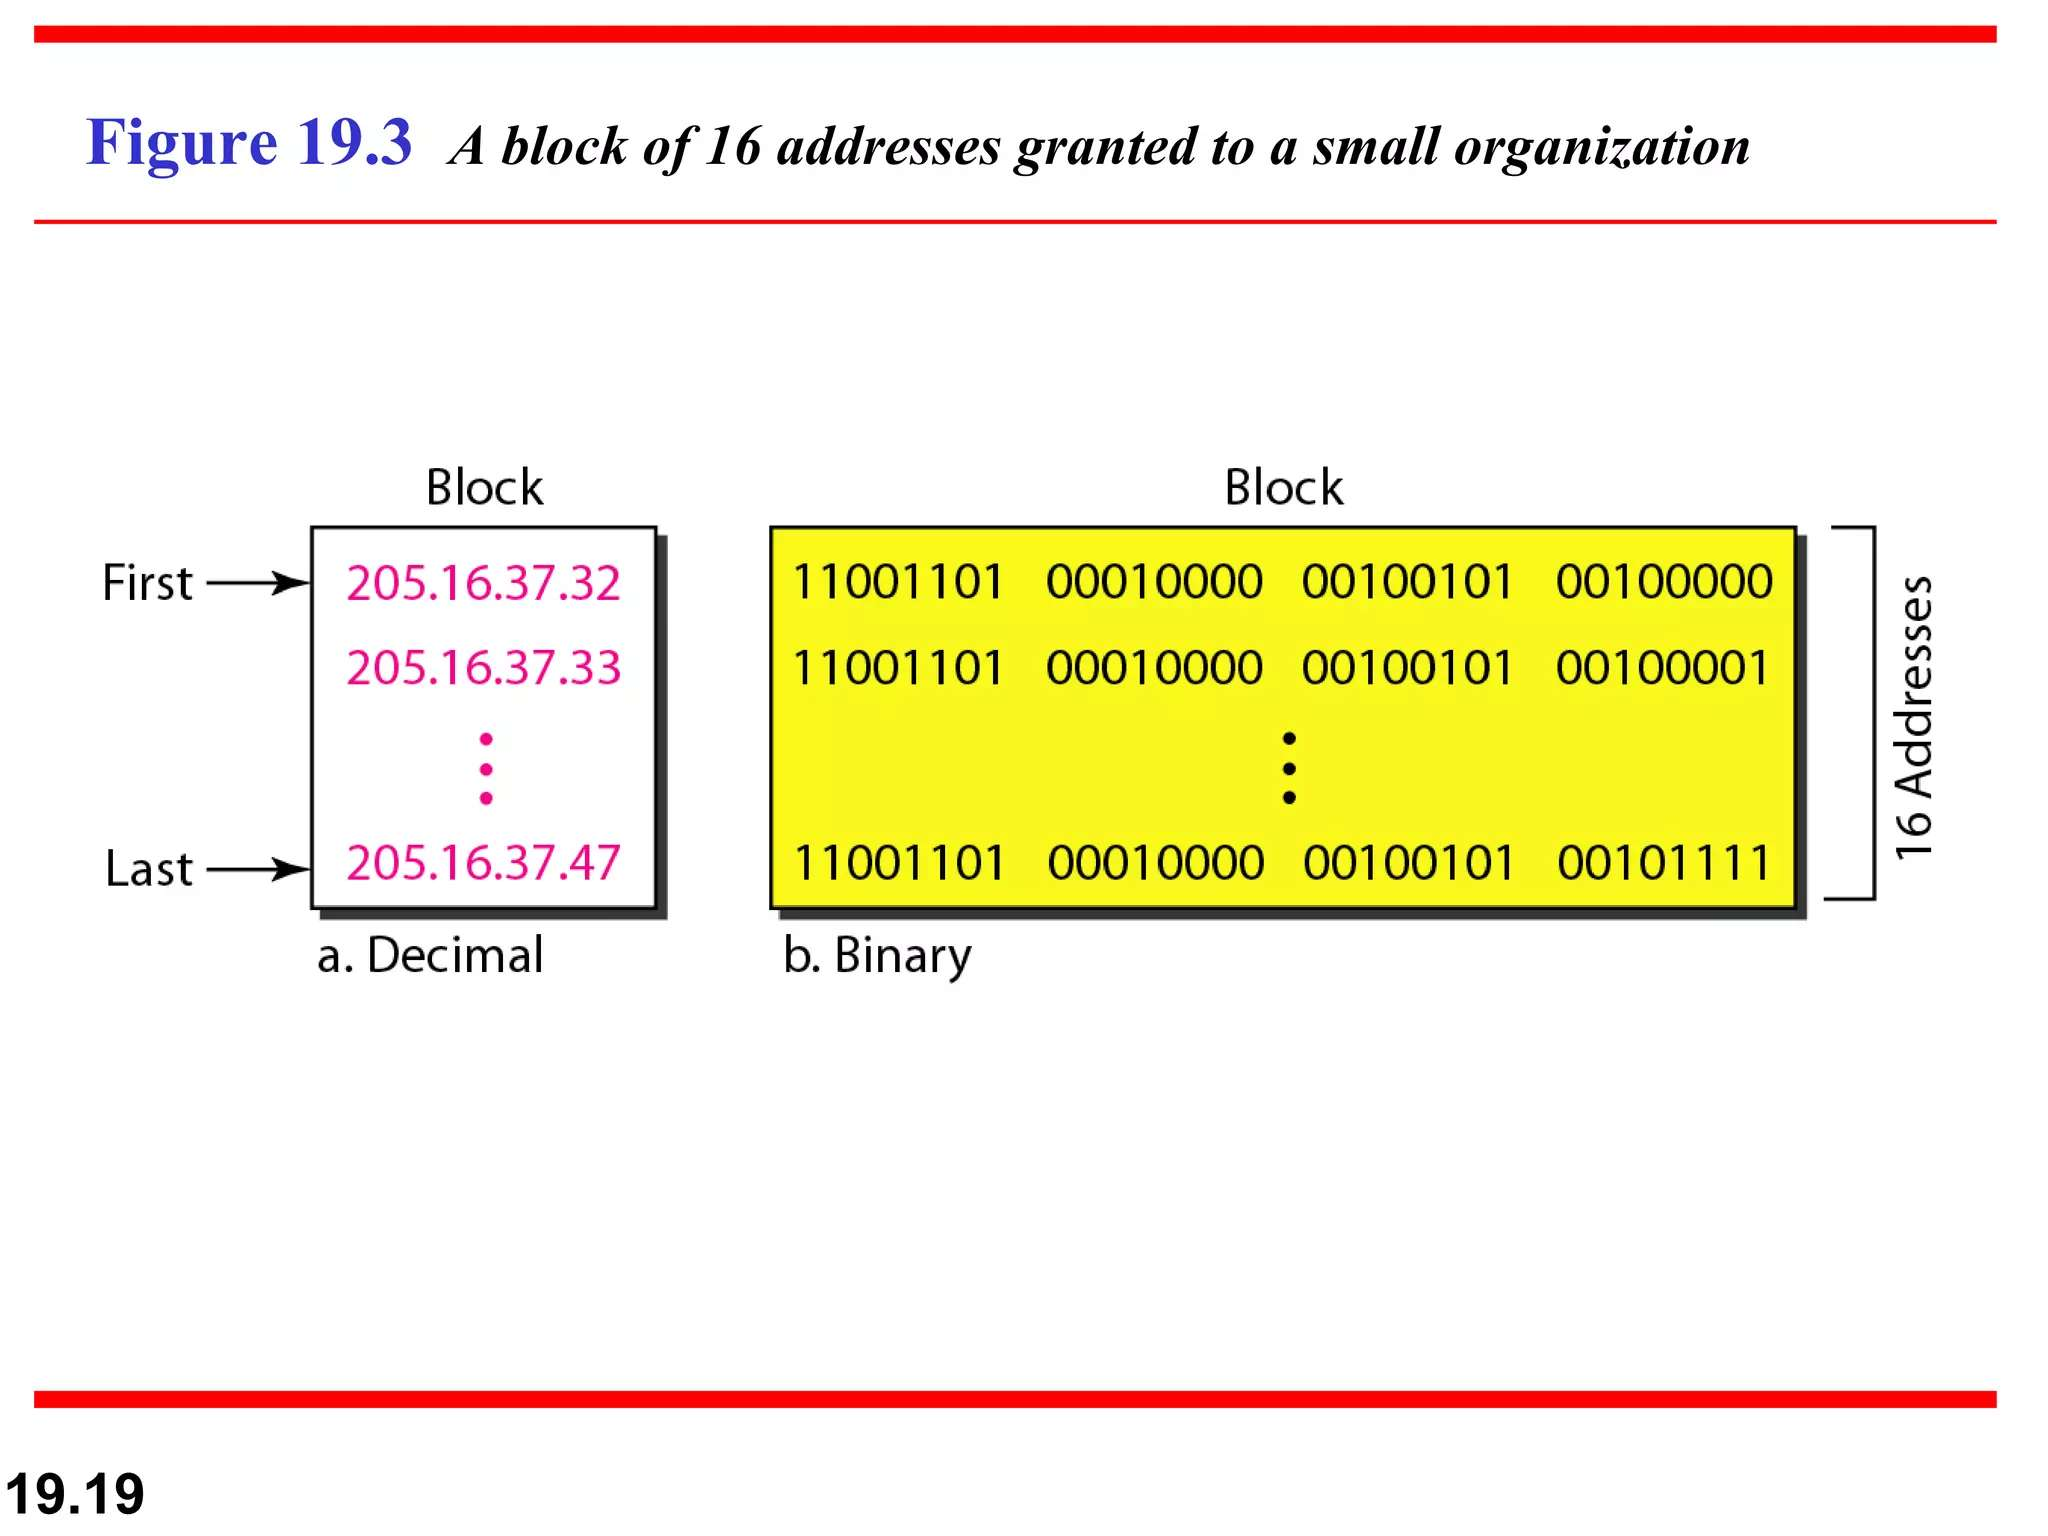 Figure 19.3 A block of 16 addresses granted to a small organization
Block
First
205.16.37.32
205.16.37.33
Last
205.16.37.47
a. Decimal
Block
11001101 00010000 00100101 00100000
11001101 00010000 00100101 00100001
11001101 00010000 00100101 00101111
b. Binary
16 Addresses
19.19